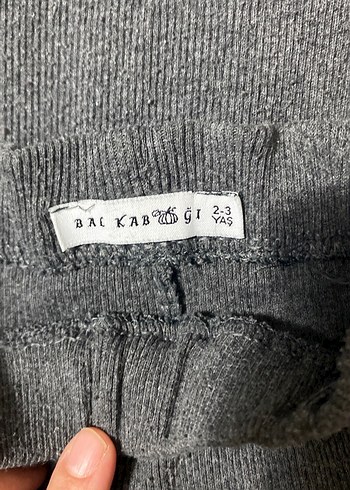 BAL KAB ĞI
2-3
YAŞ